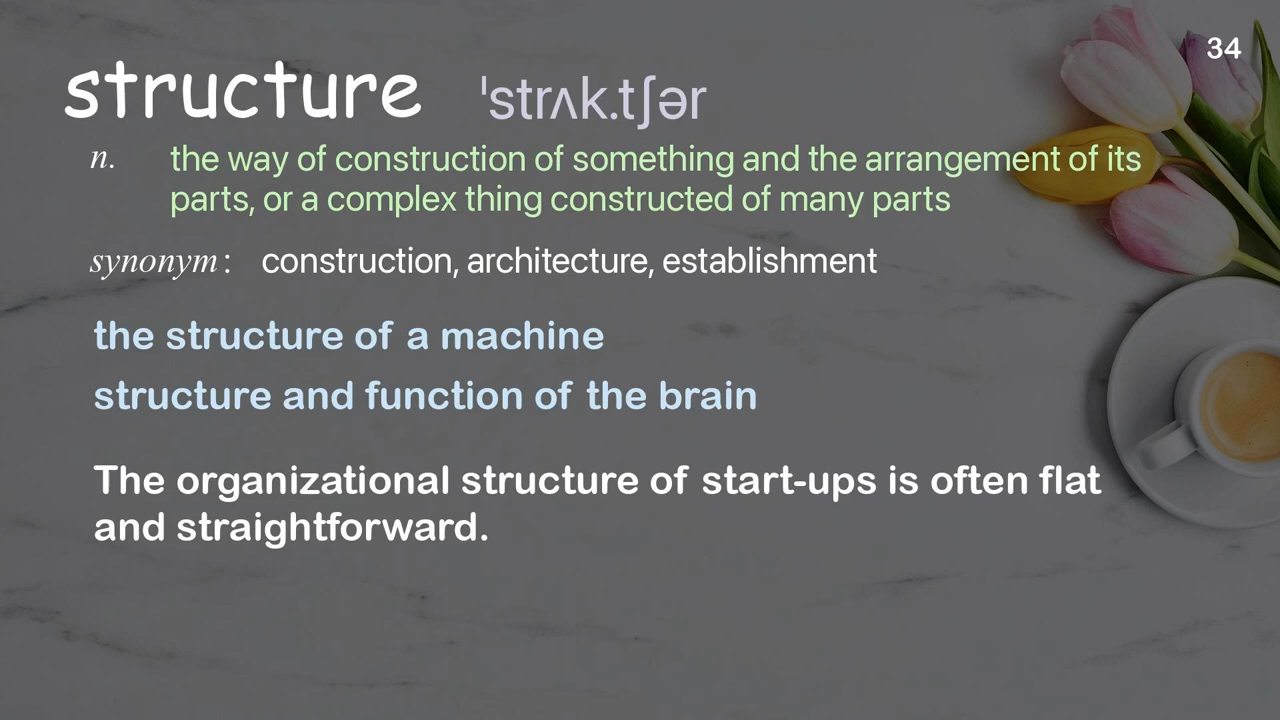 34
structure ˈstrʌk.tʃər
n. the way of construction of something and the arrangement of its
parts, or a complex thing constructed of many parts
synonym : construction, architecture, establishment
the structure of a machine
structure and function of the brain
The organizational structure of start-ups is often flat
and straightforward.